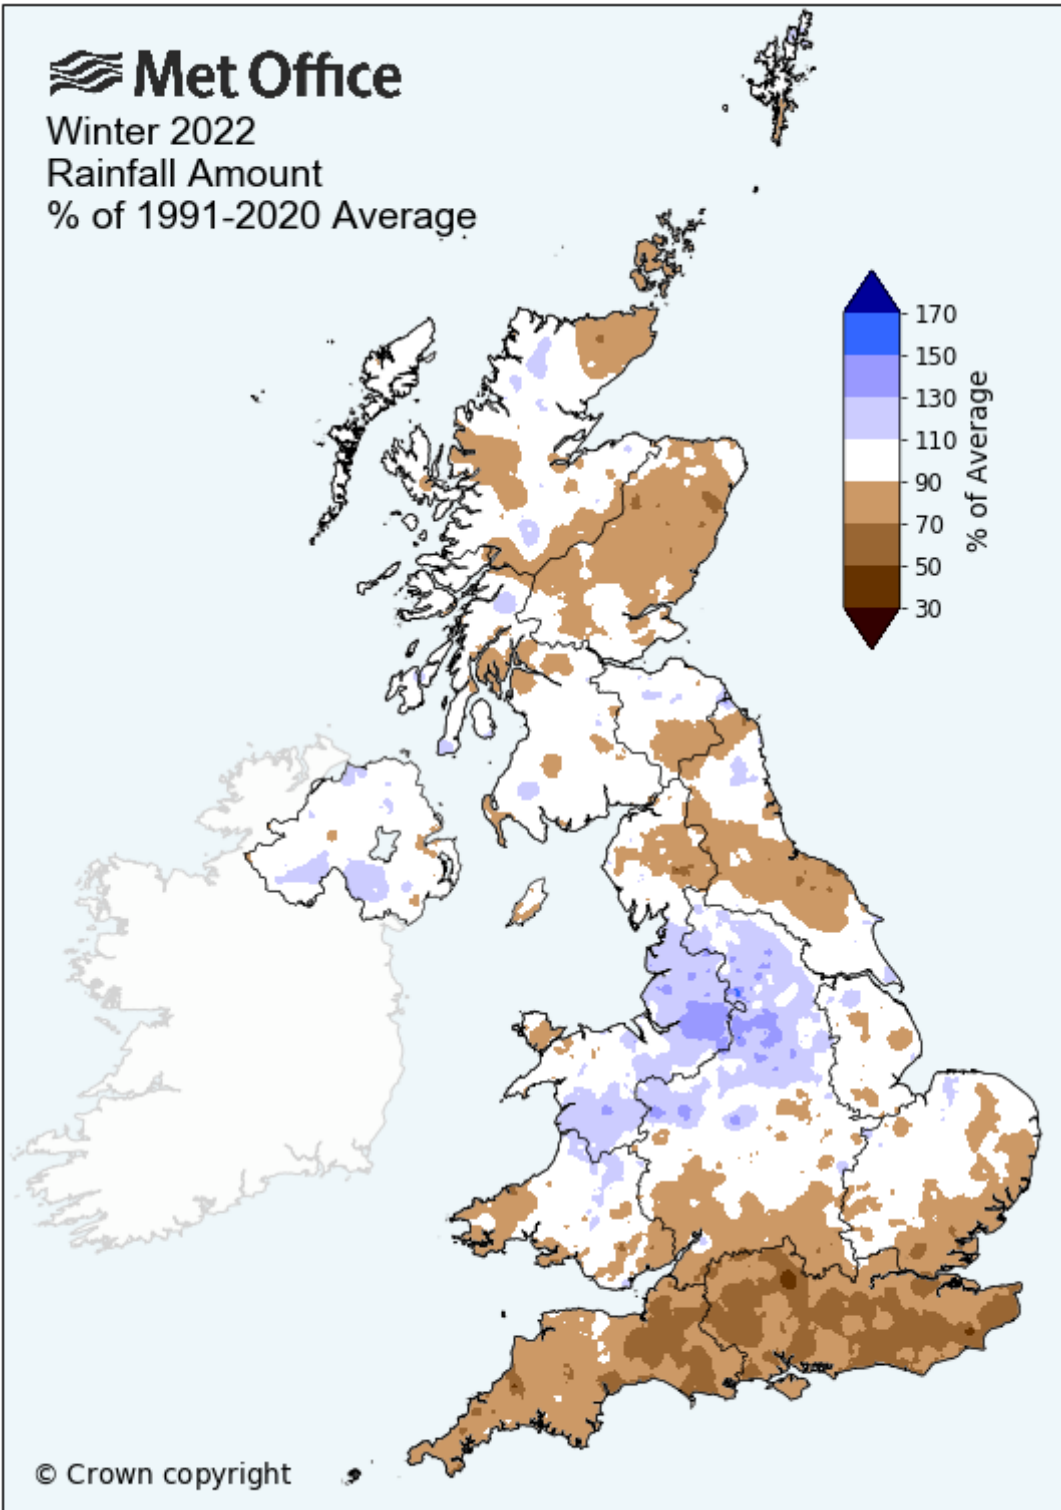 Met Office
Winter 2022
Rainfall Amount
% of 1991-2020 Average
170
150
130
110
90
70
50
30
% of Average
© Crown copyright